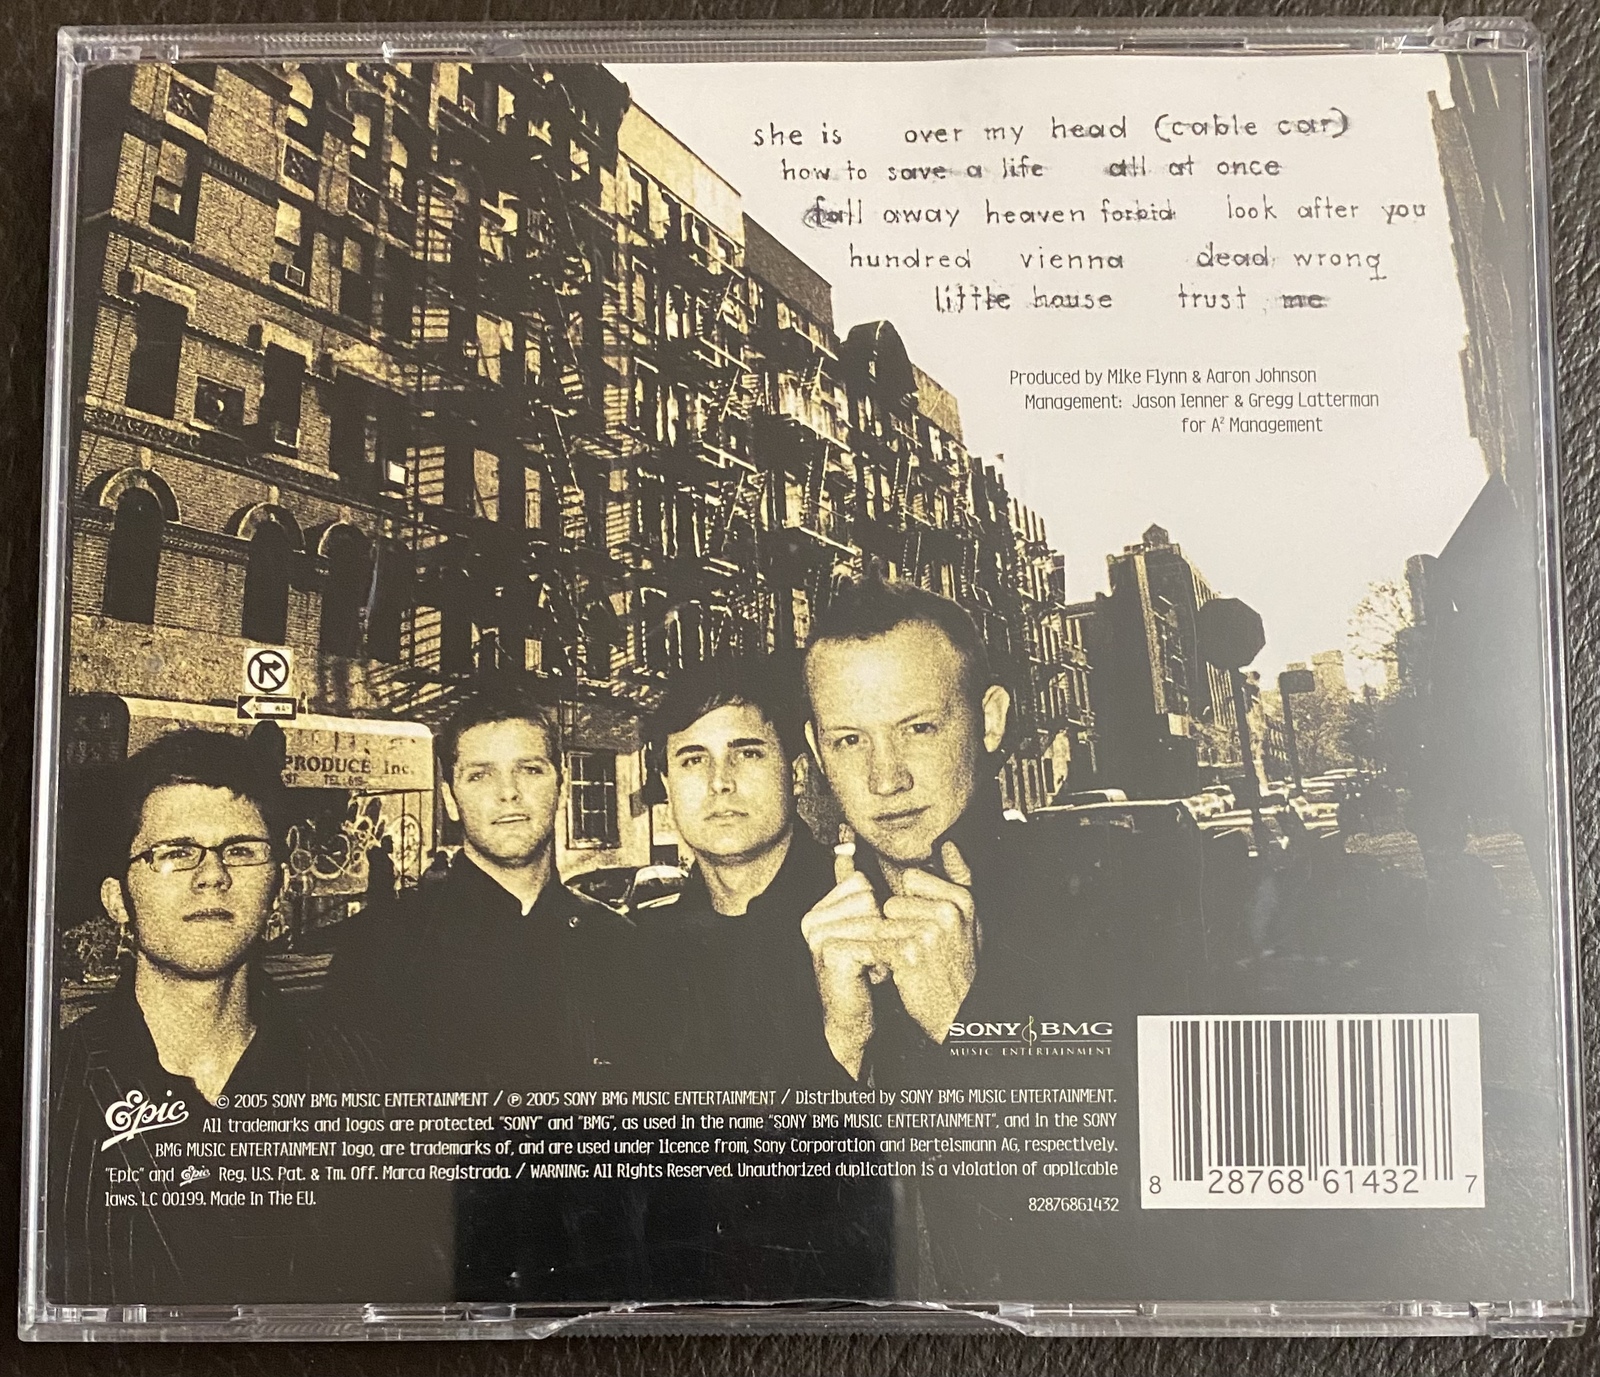 she is over my head (cable car)
how to save a life all at once
fall away heaven forbid look after you
hundred vienna dead wrong
little house trust me
Produced by Mike Flynn & Aaron Johnson
Management: Jason Ienner & Gregg Latterman
for A² Management
PRODUCE Inc.
ST. TEL:
SONY BMG
MUSIC ENTERTAINMENT
Epic
© 2005 SONY BMG MUSIC ENTERTAINMENT / ℗ 2005 SONY BMG MUSIC ENTERTAINMENT / Distributed by SONY BMG MUSIC ENTERTAINMENT.
All trademarks and logos are protected. "SONY" and "BMG", as used in the name "SONY BMG MUSIC ENTERTAINMENT", and in the SONY
BMG MUSIC ENTERTAINMENT logo, are trademarks of, and are used under licence from, Sony Corporation and Bertelsmann AG, respectively.
"Epic" and Epic Reg. U.S. Pat. & Tm. Off. Marca Registrada. / WARNING: All Rights Reserved. Unauthorized duplication is a violation of applicable
laws. LC 00199. Made In The EU.
82876861432
8 28768 61432 7